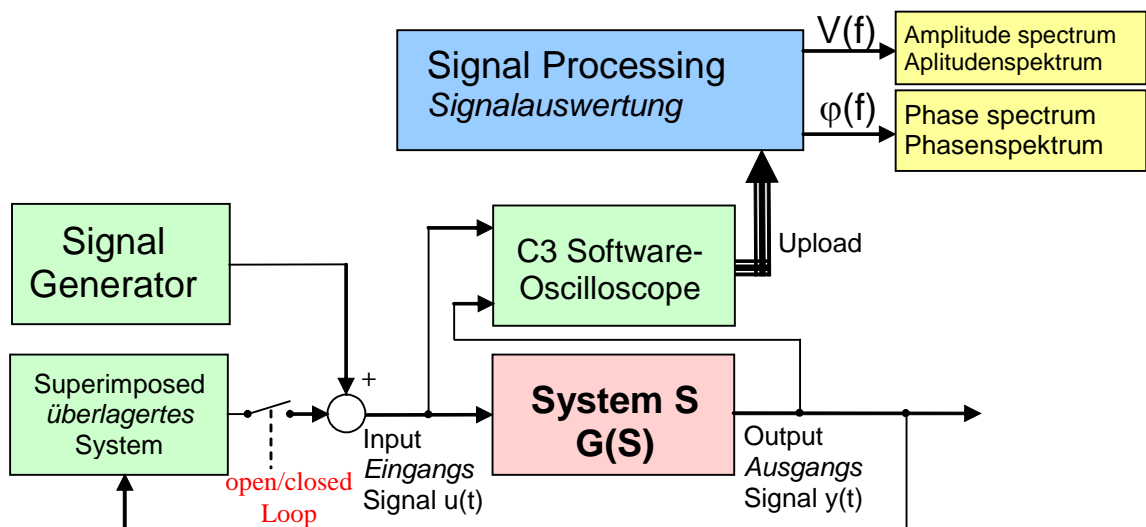 Signal Processing
Signalauswertung
V(f)
φ(f)
Amplitude spectrum
Aplitudenspektrum
Phase spectrum
Phasenspektrum
Signal
Generator
C3 Software-
Oscilloscope
Upload
Superimposed
überlagertes
System
open/closed
Loop
+
Input
Eingangs
Signal u(t)
System S
G(S)
Output
Ausgangs
Signal y(t)